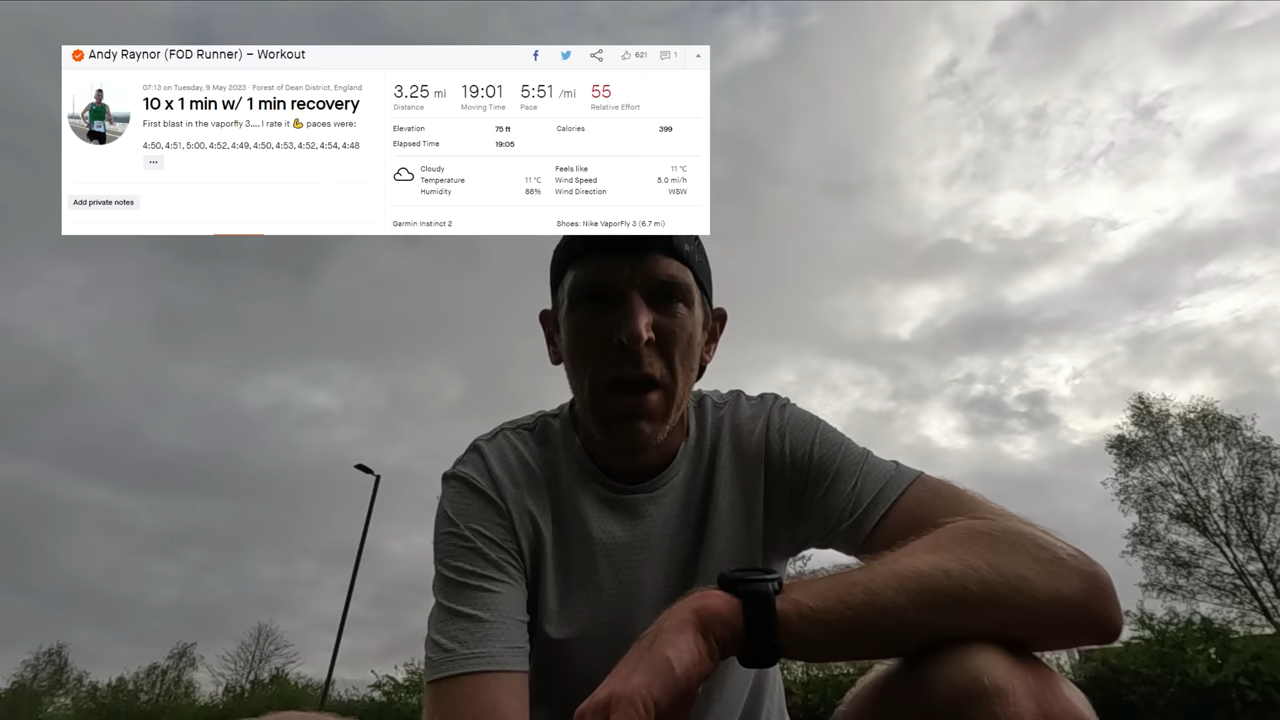 Andy Raynor (FOD Runner) – Workout
621
1
07:13 on Tuesday, 9 May 2023 · Forest of Dean District, England
10 x 1 min w/ 1 min recovery
First blast in the vaporfly 3.... I rate it 💪 paces were:
4:50, 4:51, 5:00, 4:52, 4:49, 4:50, 4:53, 4:52, 4:54, 4:48
Add private notes
3.25 mi 19:01 5:51 /mi 55
Distance Moving Time Pace Relative Effort
Elevation 75 ft Calories 399
Elapsed Time 19:05
Cloudy Feels like 11 °C
Temperature 11 °C Wind Speed 5.0 mi/h
Humidity 88% Wind Direction WSW
Garmin Instinct 2 Shoes: Nike VaporFly 3 (6.7 mi)